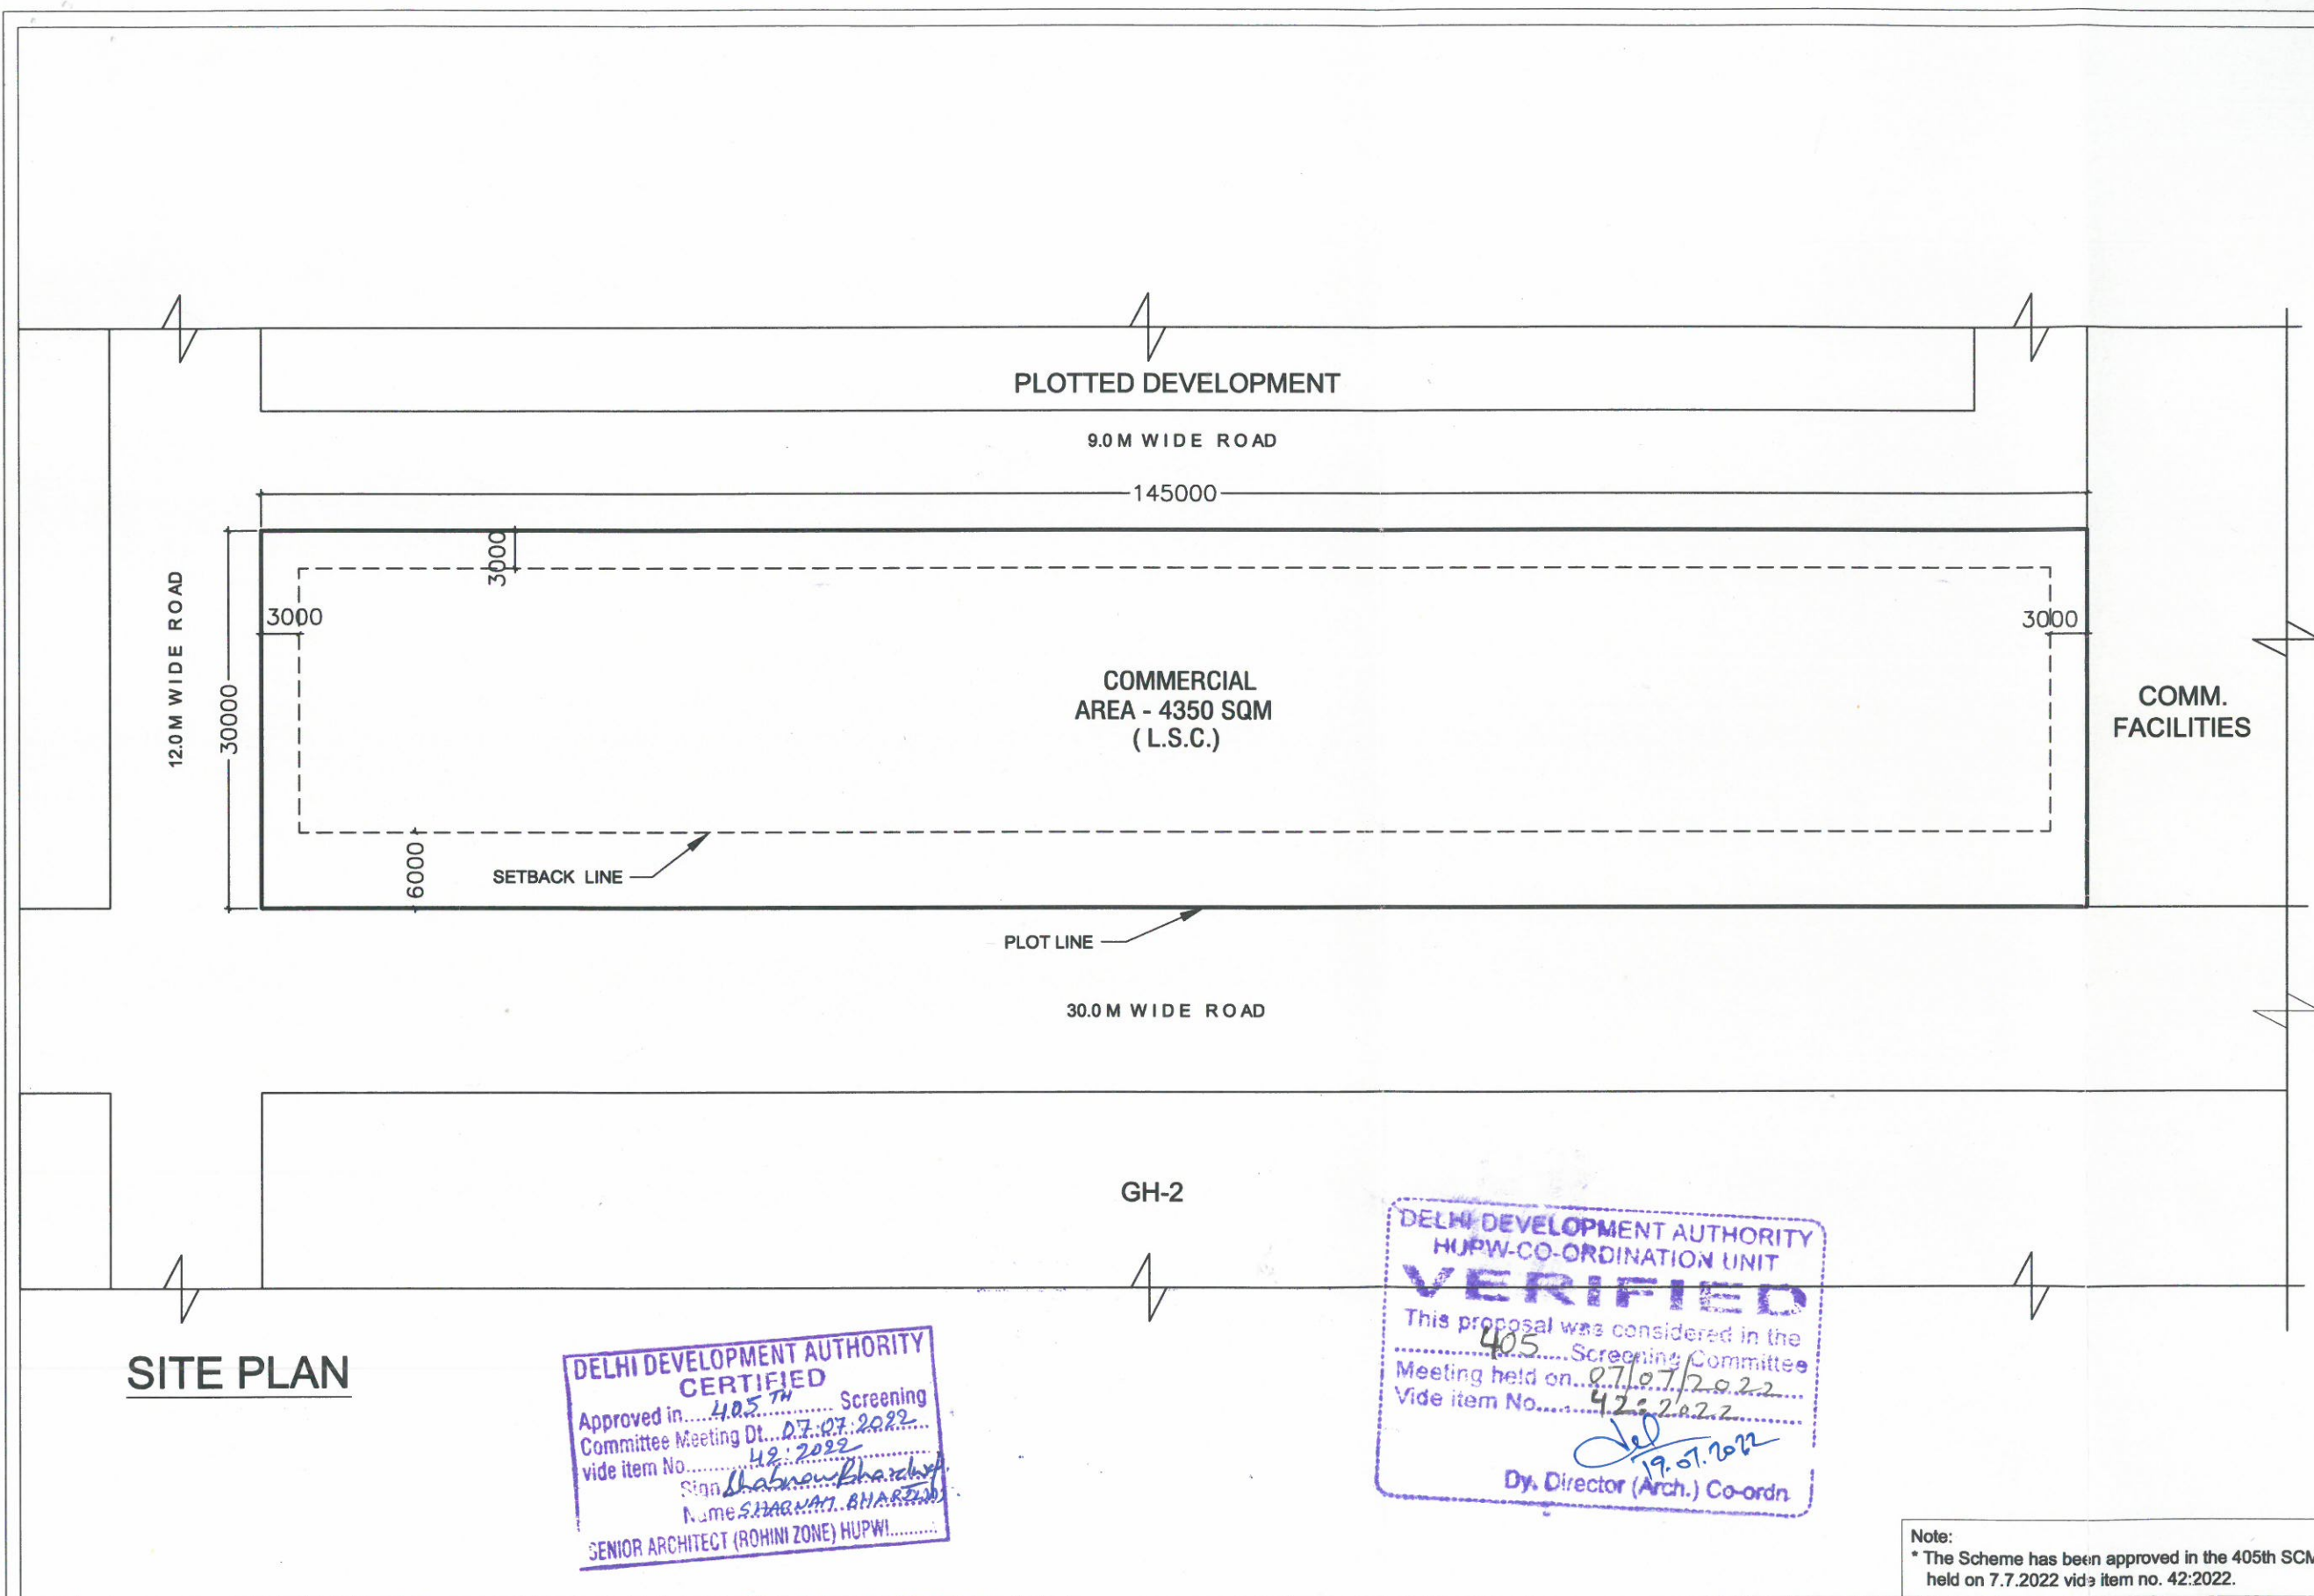 PLOTTED DEVELOPMENT
9.0 M WIDE ROAD
145000
3000
3000
3000
12.0 M WIDE ROAD
30000
COMMERCIAL
AREA - 4350 SQM
( L.S.C.)
COMM.
FACILITIES
6000
SETBACK LINE
PLOT LINE
30.0 M WIDE ROAD
GH-2
SITE PLAN
DELHI DEVELOPMENT AUTHORITY
CERTIFIED
Approved in....405 TH............ Screening
Committee Meeting Dt...07.07.2022....
vide item No........42:2022..........
Sign Shabnam Bhardwaj.
Name SHABNAM BHARDWAJ.
SENIOR ARCHITECT (ROHINI ZONE) HUPW
DELHI DEVELOPMENT AUTHORITY
HUPW-CO-ORDINATION UNIT
VERIFIED
This proposal was considered in the
405 Screening Committee
Meeting held on..07/07/2022...
Vide item No.........42:2022.........
19.07.2022
Dy. Director (Arch.) Co-ordn
Note:
* The Scheme has been approved in the 405th SCM
held on 7.7.2022 vide item no. 42:2022.